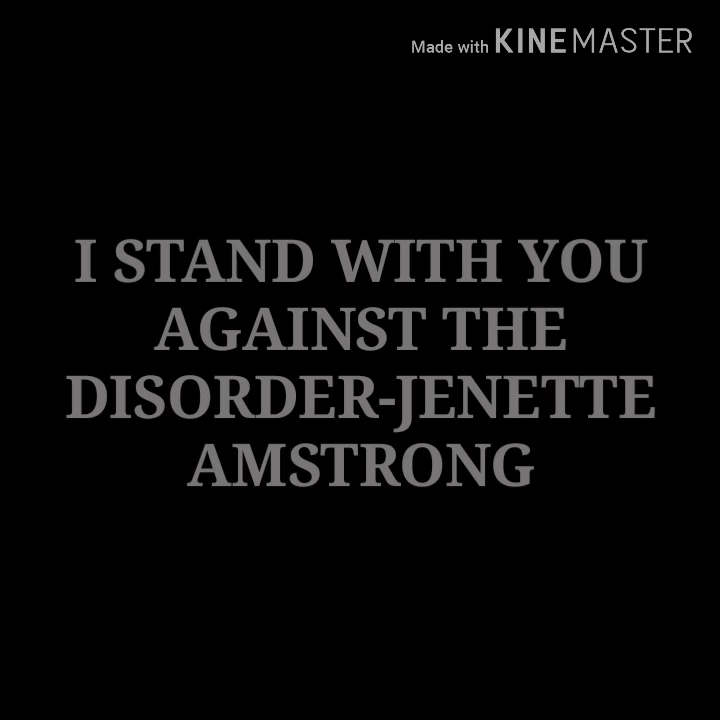 Made with KINEMASTER
I STAND WITH YOU
AGAINST THE
DISORDER-JENETTE
AMSTRONG